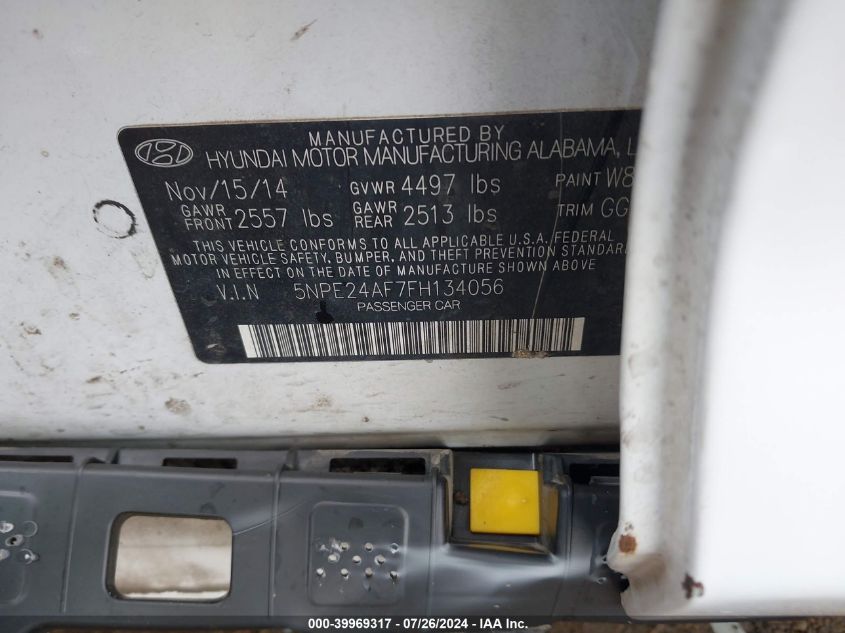 MANUFACTURED BY
HYUNDAI MOTOR MANUFACTURING ALABAMA, L
Nov/15/14 GVWR 4497 lbs PAINT W8
GAWR FRONT 2557 lbs GAWR REAR 2513 lbs TRIM GG
THIS VEHICLE CONFORMS TO ALL APPLICABLE U.S.A. FEDERAL
MOTOR VEHICLE SAFETY, BUMPER, AND THEFT PREVENTION STANDARD
IN EFFECT ON THE DATE OF MANUFACTURE SHOWN ABOVE
V.I.N 5NPE24AF7FH134056
PASSENGER CAR
000-39969317 - 07/26/2024 - IAA Inc.